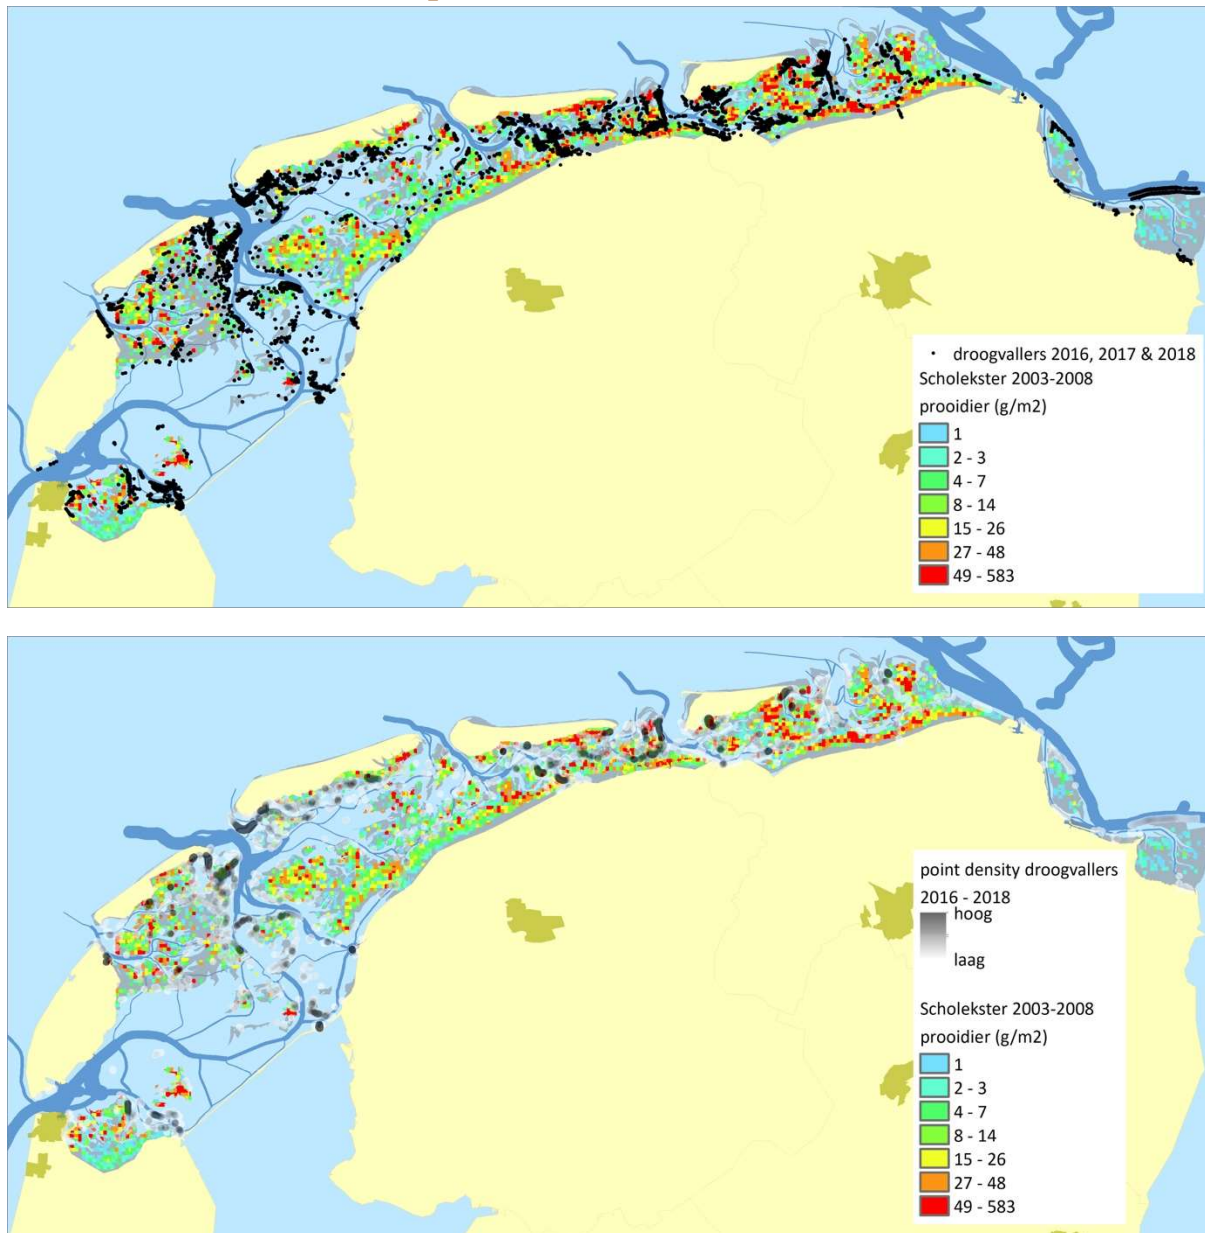 droogvallers 2016, 2017 & 2018
Scholekster 2003-2008
prooidier (g/m2)
1
2 - 3
4 - 7
8 - 14
15 - 26
27 - 48
49 - 583
point density droogvallers
2016 - 2018
hoog
laag
Scholekster 2003-2008
prooidier (g/m2)
1
2 - 3
4 - 7
8 - 14
15 - 26
27 - 48
49 - 583